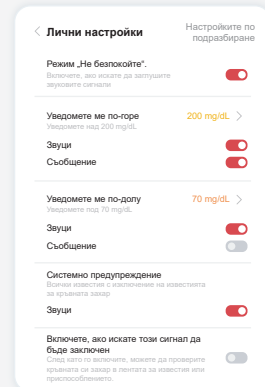 Лични настройки
Настройките по
подразбиране
Режим „Не безпокойте".
Включете, ако искате да заглушите
звуковите сигнали
Уведомете ме по-горе 200 mg/dL
Уведомете над 200 mg/dL
Звуци
Съобщение
Уведомете ме по-долу 70 mg/dL
Уведомете под 70 mg/dL
Звуци
Съобщение
Системно предупреждение
Всички известия с изключение на известията
за кръвната захар
Звуци
Включете, ако искате този сигнал да
бъде заключен
След като го включите, можете да проверите
кръвната си захар в лентата за известия или
приспособлението.